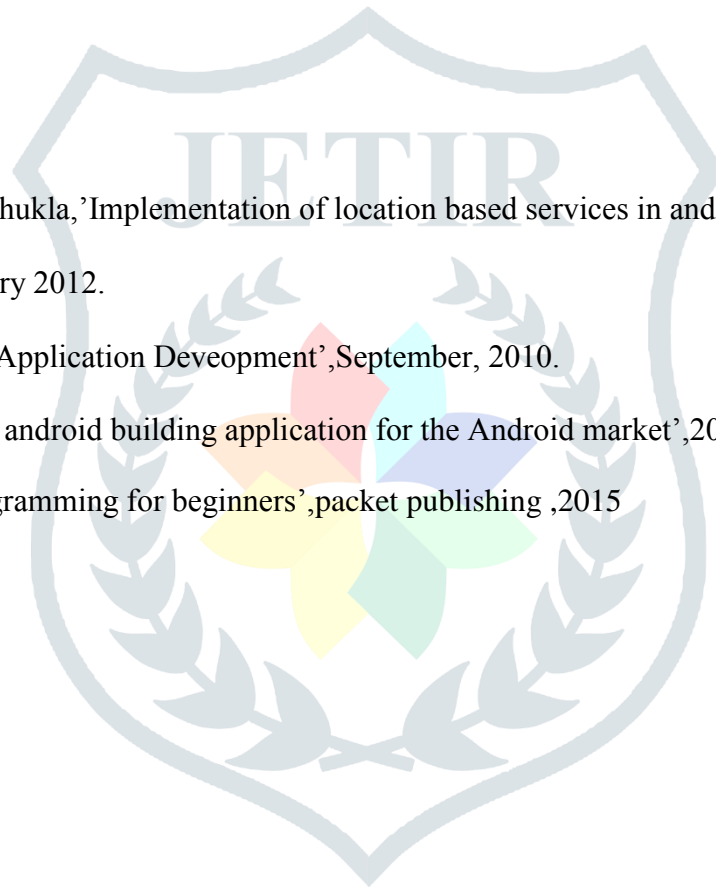 JETIR
hukla,’Implementation of location based services in and
ry 2012.
Application Deveopment’,September, 2010.
android building application for the Android market’,20
gramming for beginners’,packet publishing ,2015